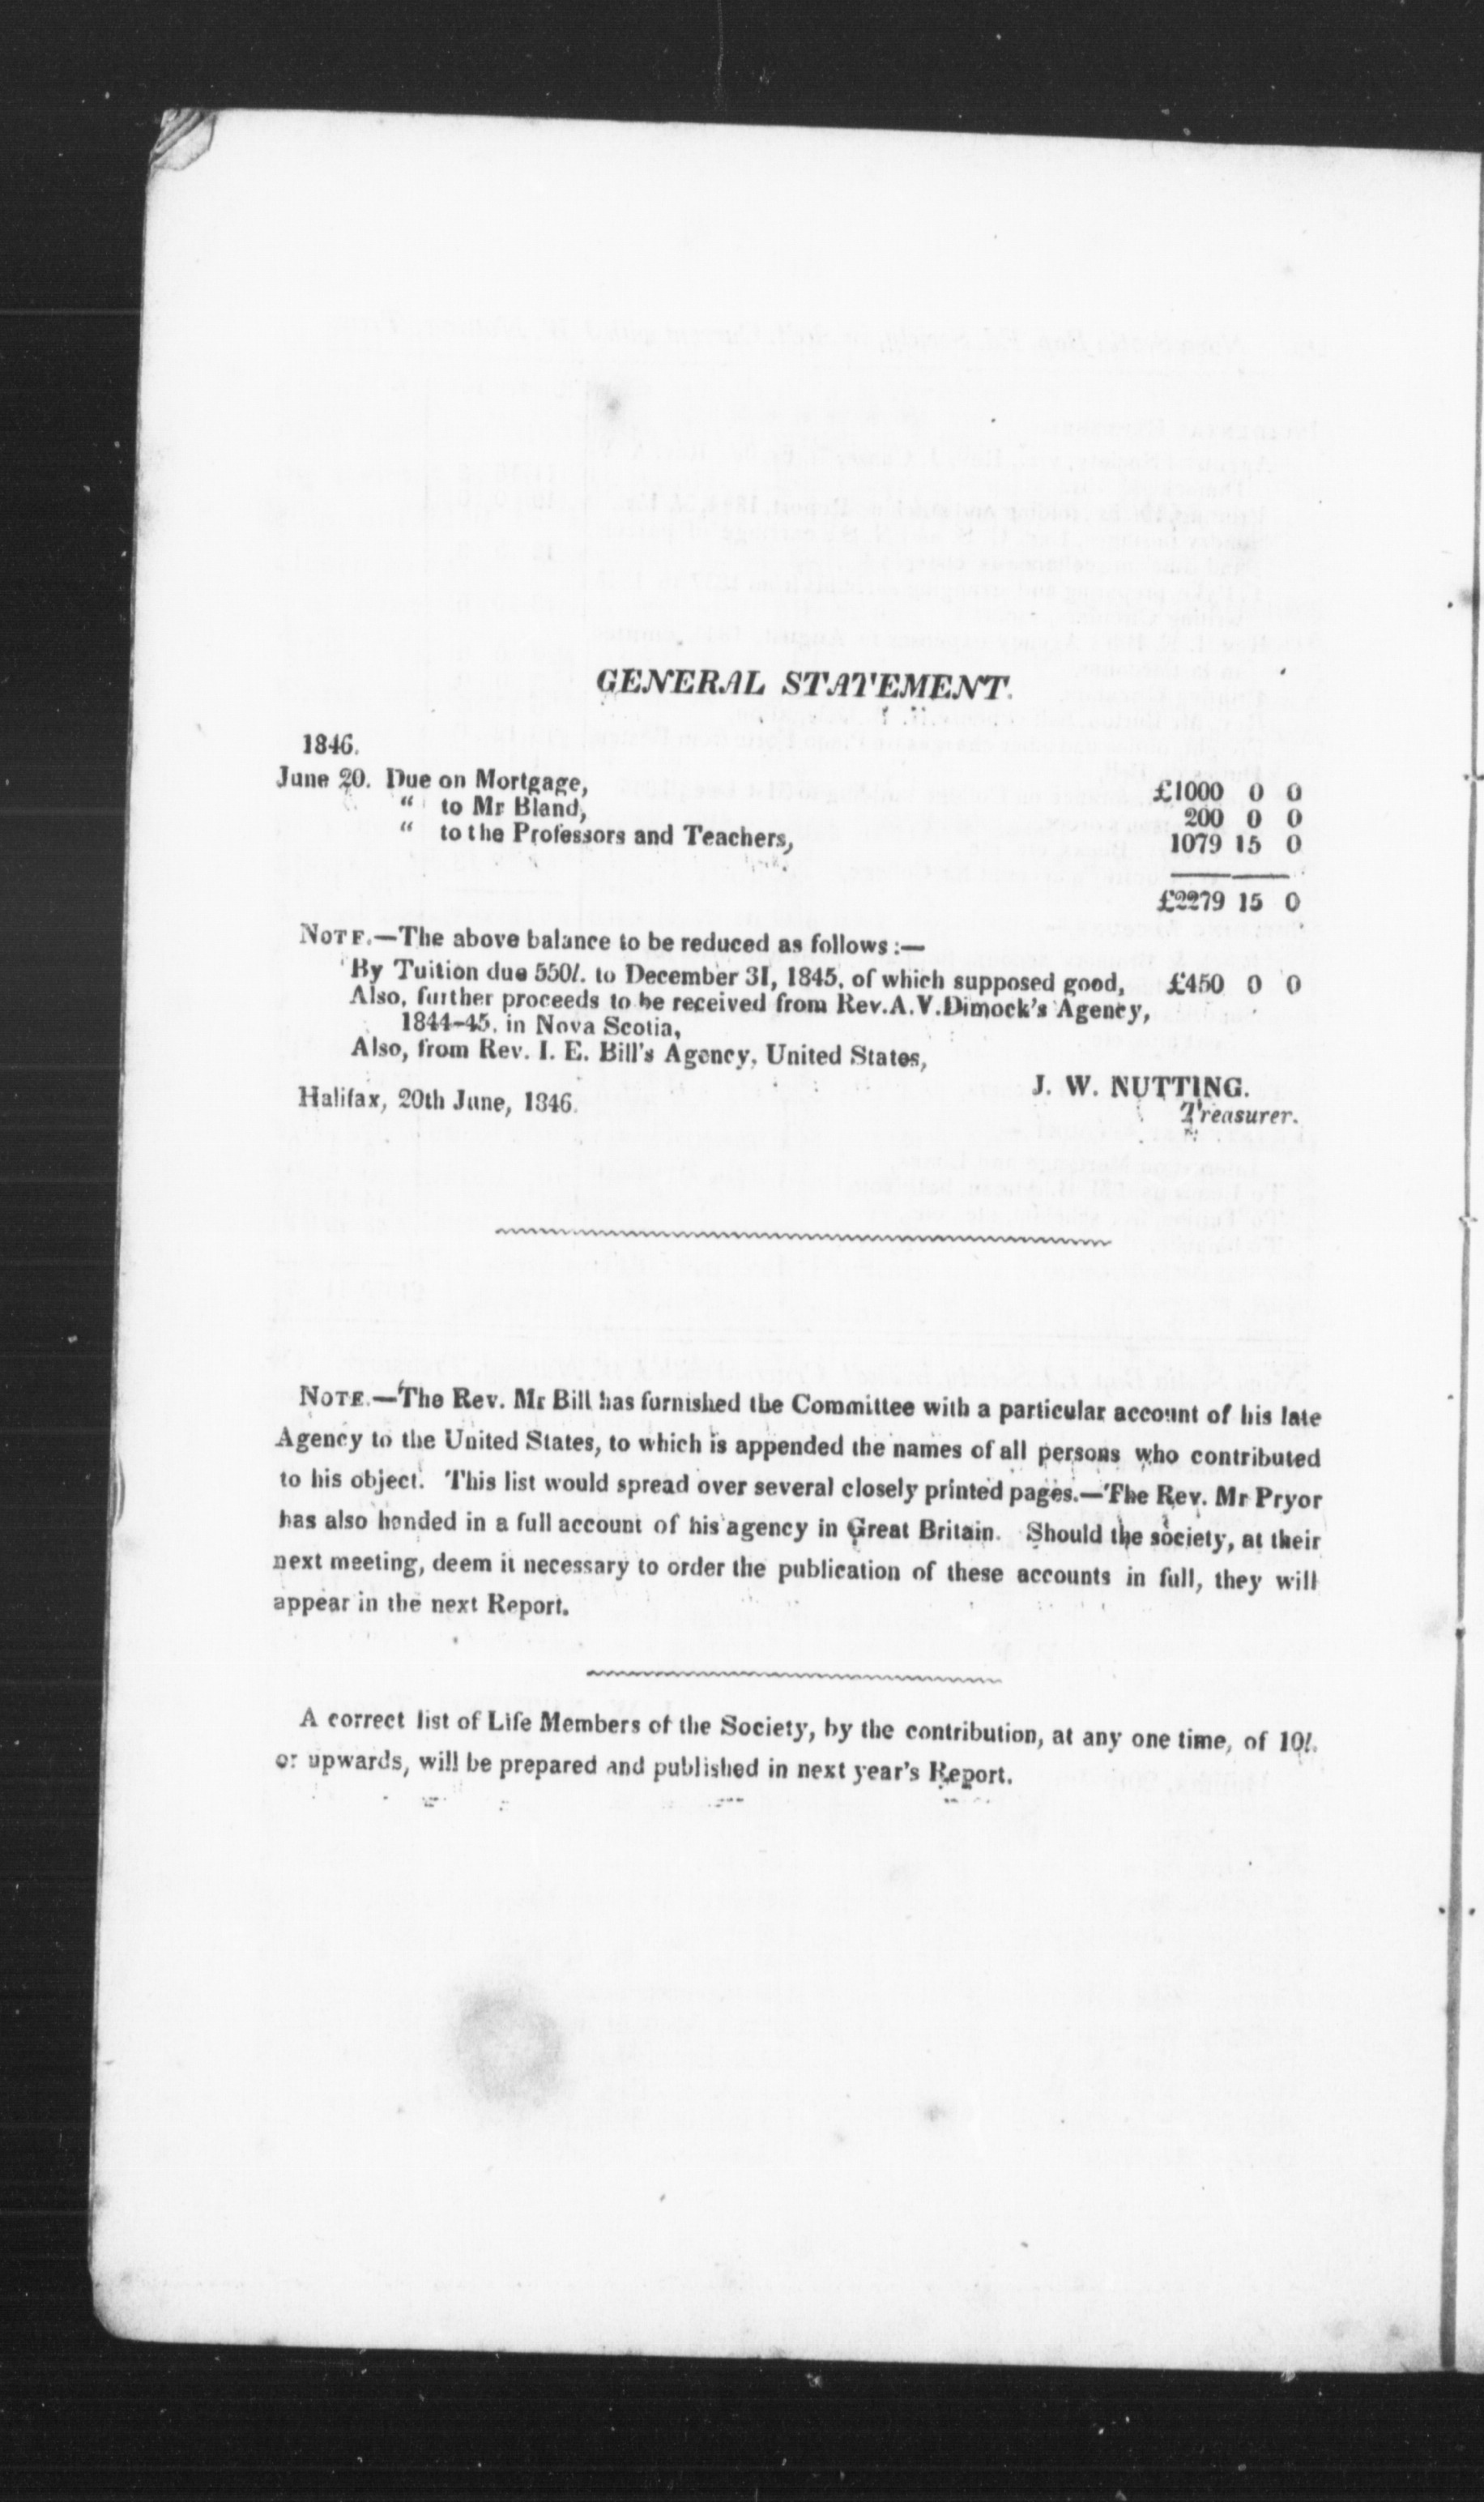 GENERAL STATEMENT.
1846.
June 20. Due on Mortgage, £1000 0 0
“ to Mr Bland, 200 0 0
“ to the Professors and Teachers, 1079 15 0
£2279 15 0
NOTE.—The above balance to be reduced as follows:—
By Tuition due 550l. to December 31, 1845, of which supposed good, £450 0 0
Also, further proceeds to be received from Rev. A. V. Dimock's Agency,
1844-45, in Nova Scotia,
Also, from Rev. I. E. Bill's Agency, United States,
J. W. NUTTING.
Halifax, 20th June, 1846.
Treasurer.
NOTE.—The Rev. Mr Bill has furnished the Committee with a particular account of his late
Agency to the United States, to which is appended the names of all persons who contributed
to his object. This list would spread over several closely printed pages.—The Rev. Mr Pryor
has also handed in a full account of his agency in Great Britain. Should the society, at their
next meeting, deem it necessary to order the publication of these accounts in full, they will
appear in the next Report.
A correct list of Life Members of the Society, by the contribution, at any one time, of 10l.
or upwards, will be prepared and published in next year's Report.